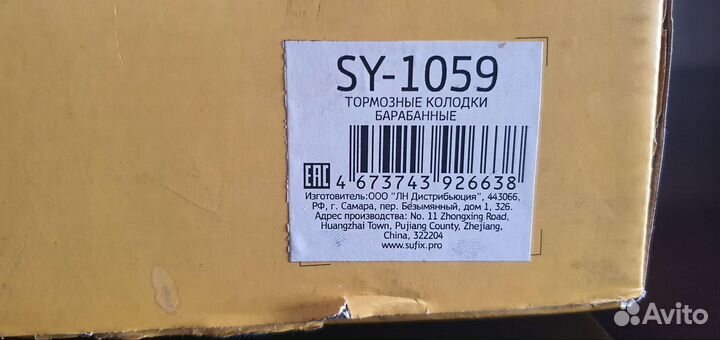 SY-1059
ТОРМОЗНЫЕ КОЛОДКИ
БАРАБАННЫЕ
EAC
4 673743 926638
Изготовитель:ООО "ЛН Дистрибьюция", 443066,
РФ, г. Самара, пер. Безымянный, дом 1, 326.
Адрес производства: No. 11 Zhongxing Road,
Huangzhai Town, Pujiang County, Zhejiang,
China, 322204
www.sufix.pro
Avito